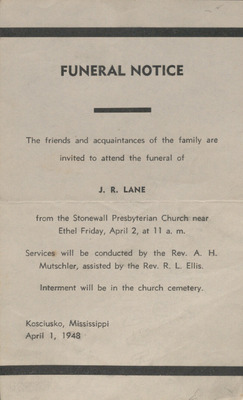 FUNERAL NOTICE
The friends and acquaintances of the family are
invited to attend the funeral of
J. R. LANE
from the Stonewall Presbyterian Church near
Ethel Friday, April 2, at 11 a. m.
Services will be conducted by the Rev. A. H.
Mutschler, assisted by the Rev. R. L. Ellis.
Interment will be in the church cemetery.
Kosciusko, Mississippi
April 1, 1948